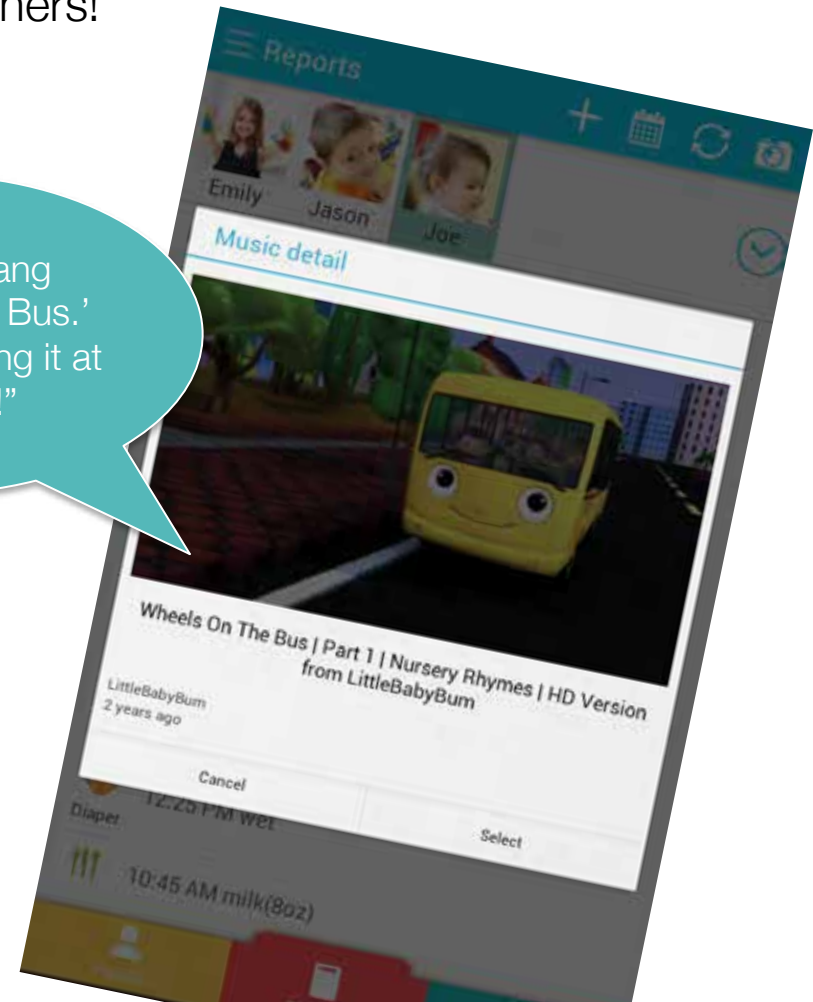 ners!
Reports
Emily
Jason
Joe
ang
Bus.’
ng it at
!”
Music detail
Wheels On The Bus | Part 1 | Nursery Rhymes | HD Version
from LittleBabyBum
LittleBabyBum
2 years ago
Cancel
Select
12:25 PM wet
Diaper
10:45 AM milk(8oz)